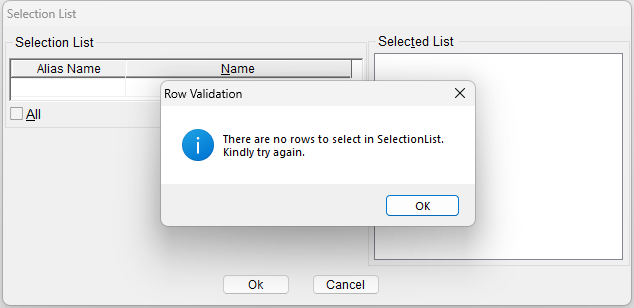 Selection List
Selection List
Selected List
Alias Name
Name
All
Row Validation
There are no rows to select in SelectionList.
Kindly try again.
OK
Ok
Cancel